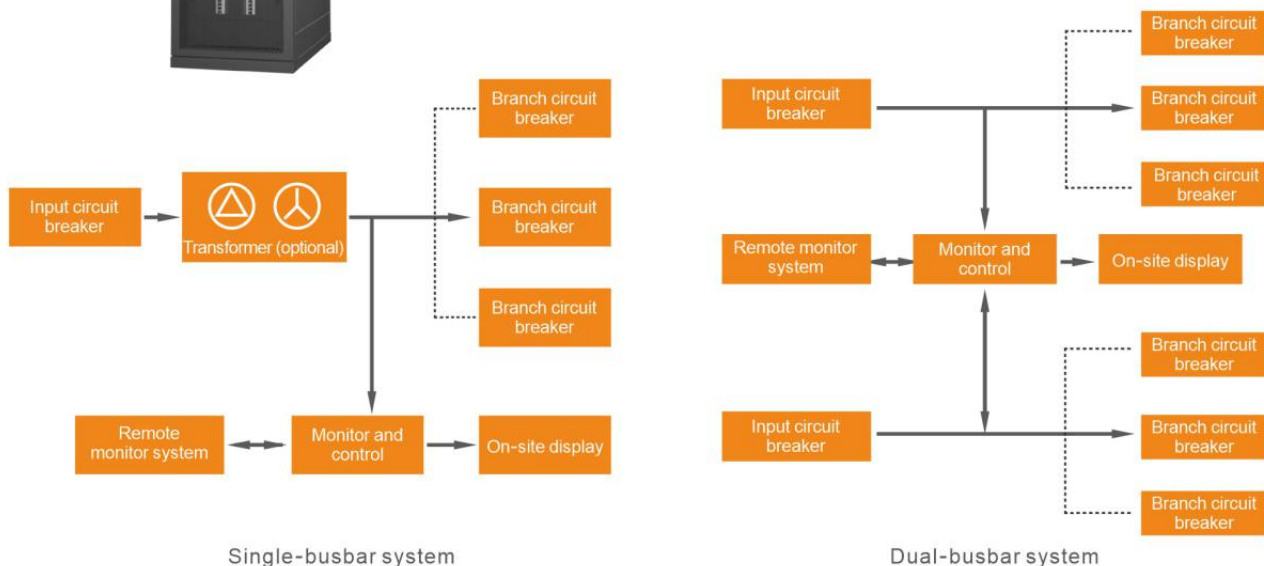 Branch circuit
breaker
Branch circuit
breaker
Branch circuit
breaker
Input circuit
breaker
Transformer (optional)
Branch circuit
breaker
Remote
monitor system
Monitor and
control
On-site display
Single-busbar system
Branch circuit
breaker
Input circuit
breaker
Branch circuit
breaker
Branch circuit
breaker
Remote monitor
system
Monitor and
control
On-site display
Branch circuit
breaker
Input circuit
breaker
Branch circuit
breaker
Branch circuit
breaker
Dual-busbar system